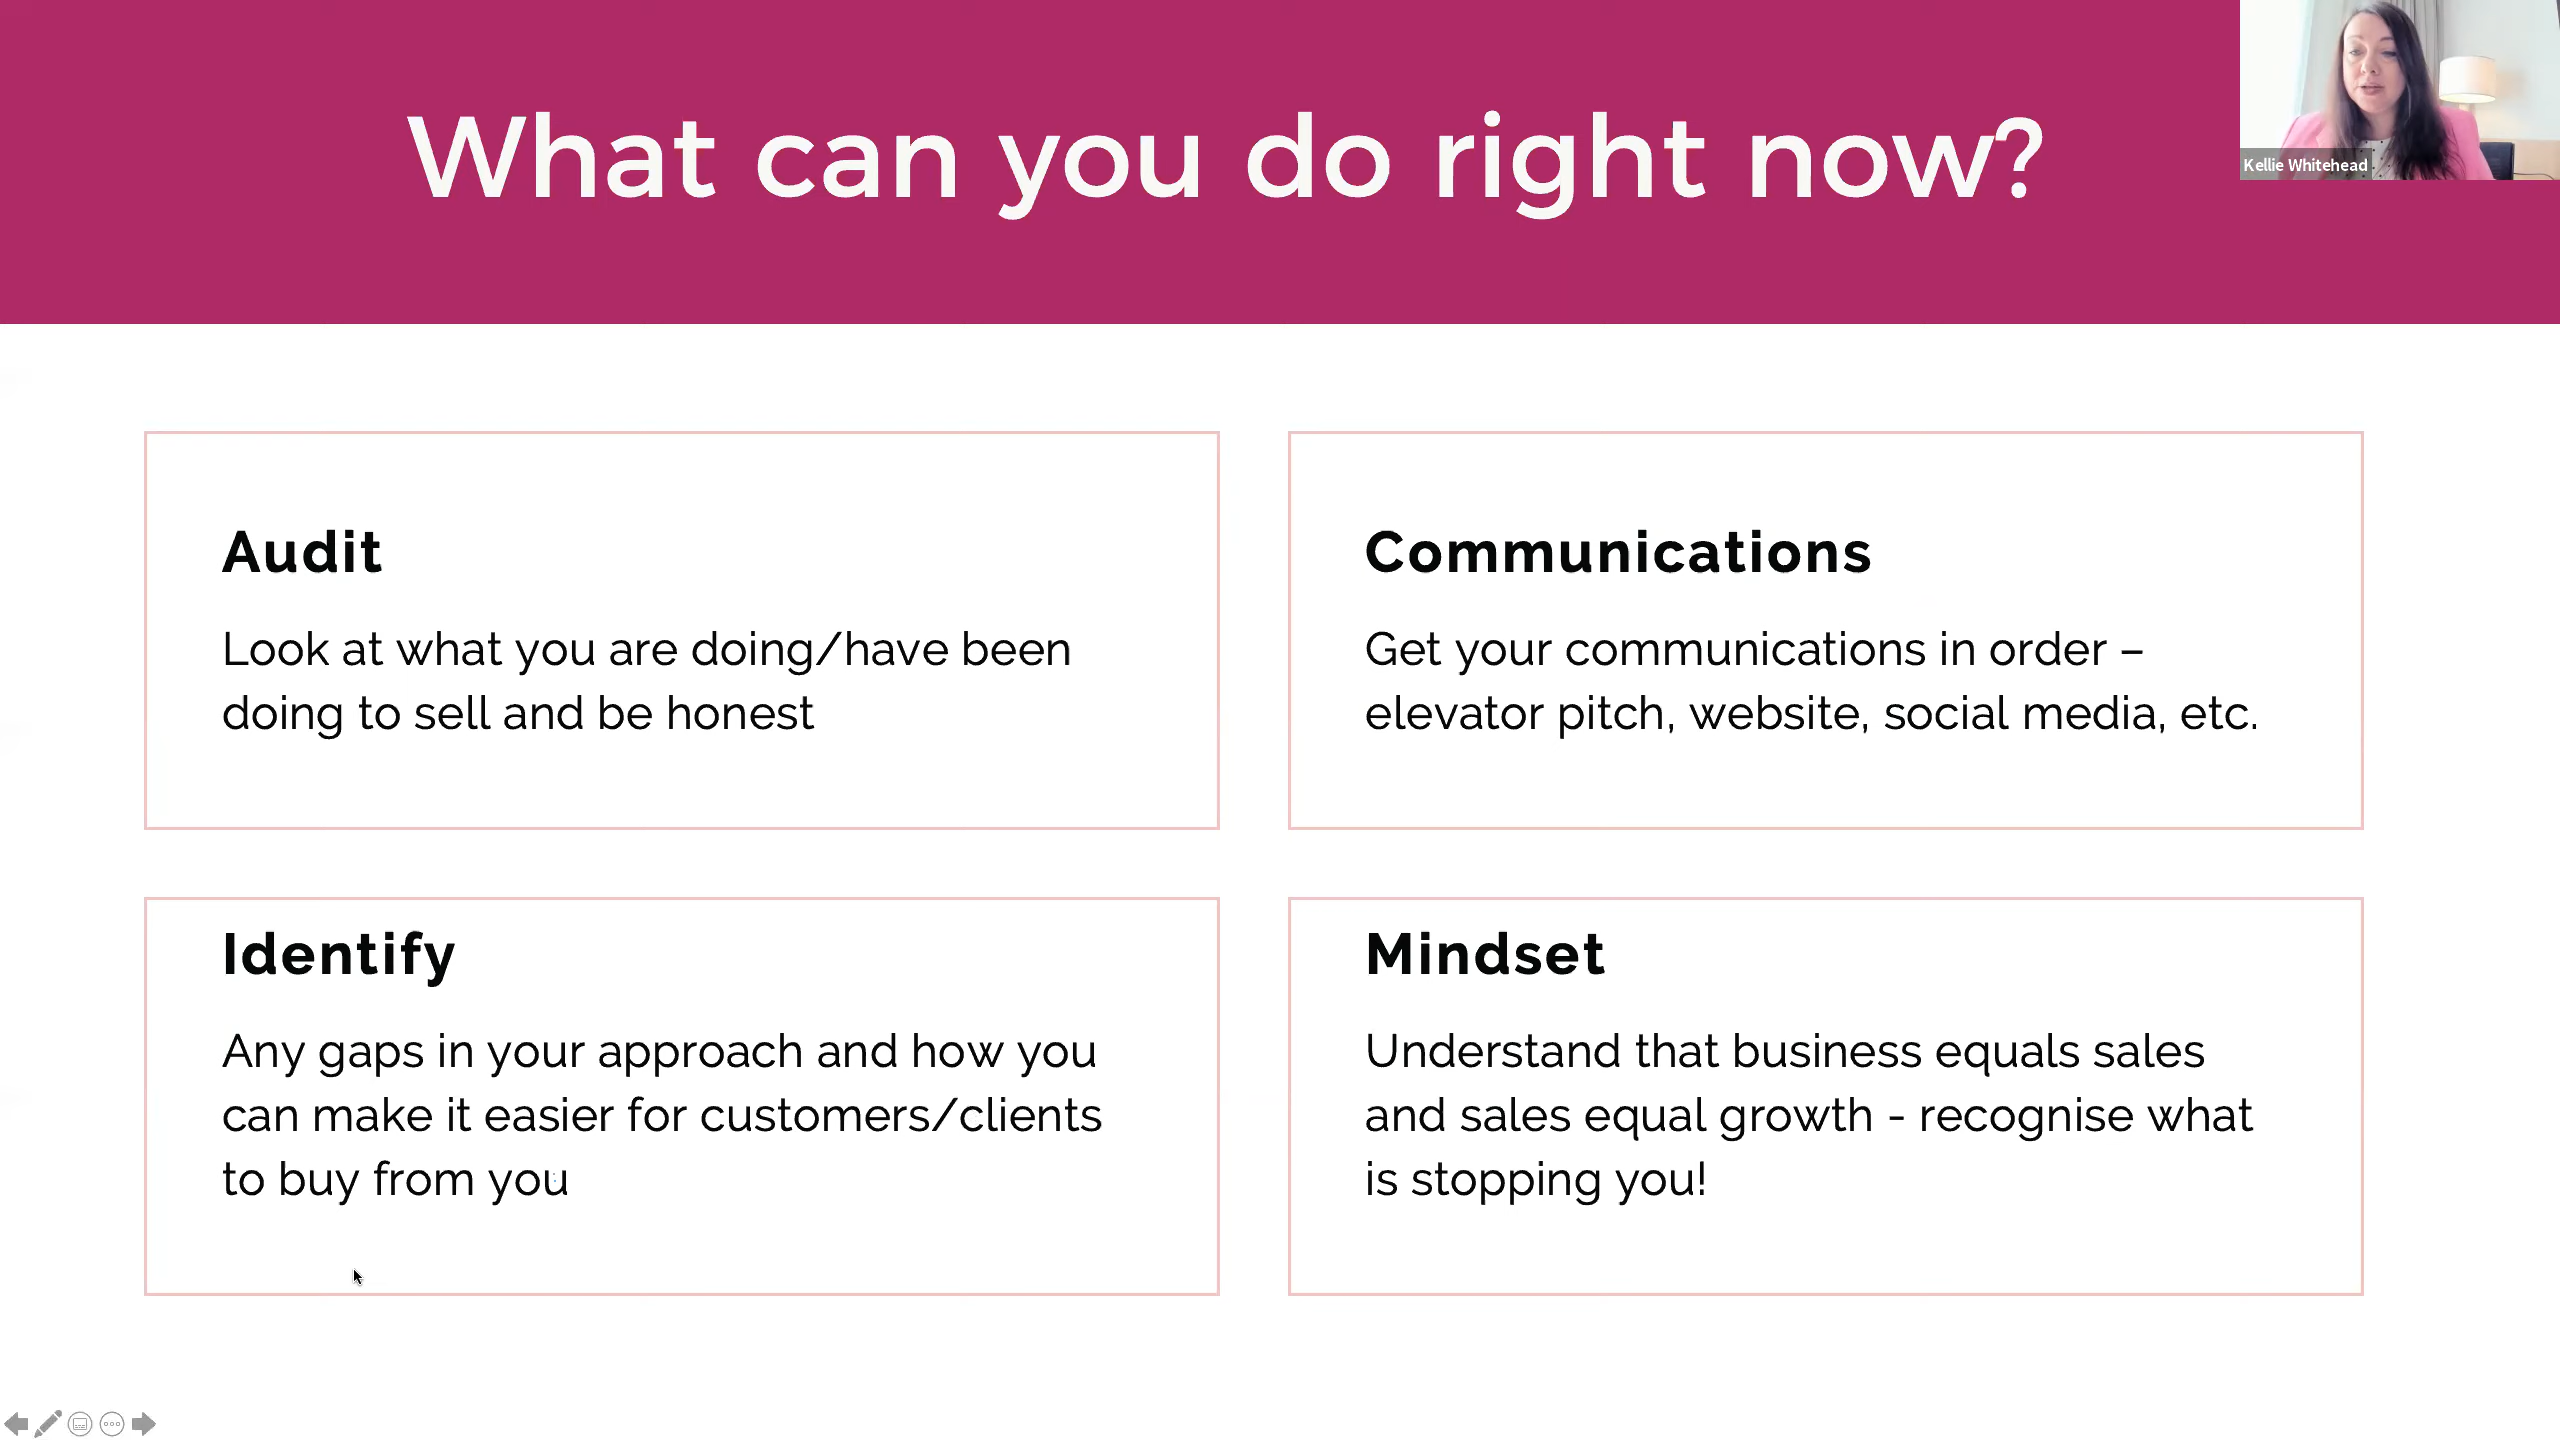 What can you do right now?
Kellie Whitehead
Audit
Look at what you are doing/have been
doing to sell and be honest
Communications
Get your communications in order –
elevator pitch, website, social media, etc.
Identify
Any gaps in your approach and how you
can make it easier for customers/clients
to buy from you
Mindset
Understand that business equals sales
and sales equal growth - recognise what
is stopping you!